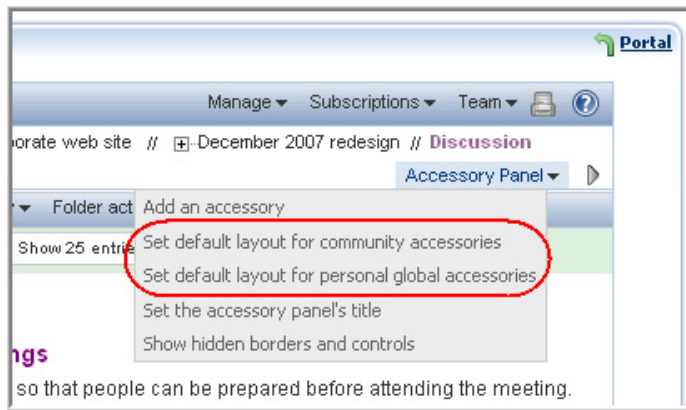 Portal
Manage Subscriptions Team
orate web site // December 2007 redesign // Discussion
Accessory Panel
Folder act
Add an accessory
Show 25 entrie
Set default layout for community accessories
Set default layout for personal global accessories
Set the accessory panel's title
Show hidden borders and controls
ngs
so that people can be prepared before attending the meeting.